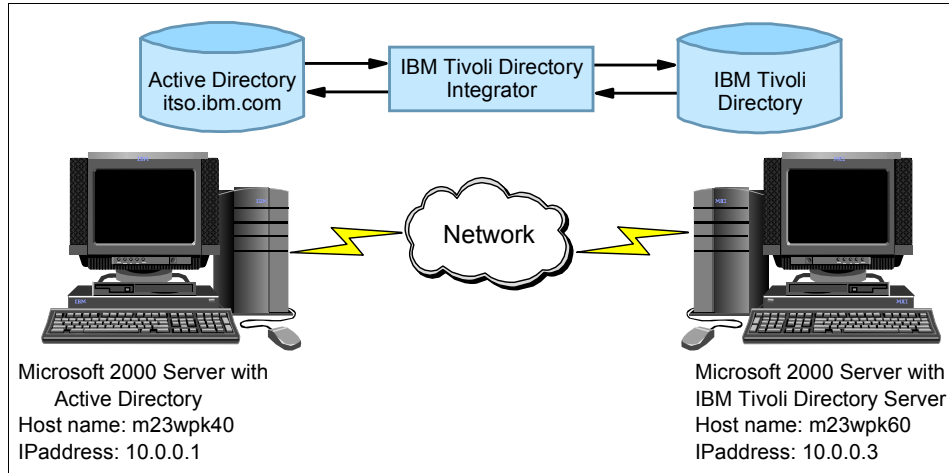 Active Directory
itso.ibm.com
IBM Tivoli Directory
Integrator
IBM Tivoli
Directory
Network
Microsoft 2000 Server with
Active Directory
Host name: m23wpk40
IPaddress: 10.0.0.1
Microsoft 2000 Server with
IBM Tivoli Directory Server
Host name: m23wpk60
IPaddress: 10.0.0.3